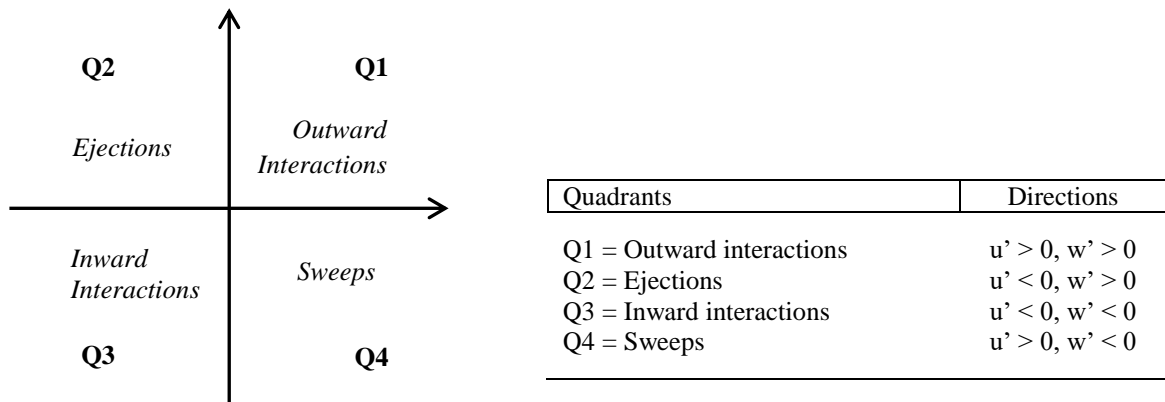 Q2
Q1
Ejections
Outward
Interactions
Inward
Interactions
Sweeps
Q3
Q4
Quadrants Directions
Q1 = Outward interactions u’ > 0, w’ > 0
Q2 = Ejections u’ < 0, w’ > 0
Q3 = Inward interactions u’ < 0, w’ < 0
Q4 = Sweeps u’ > 0, w’ < 0